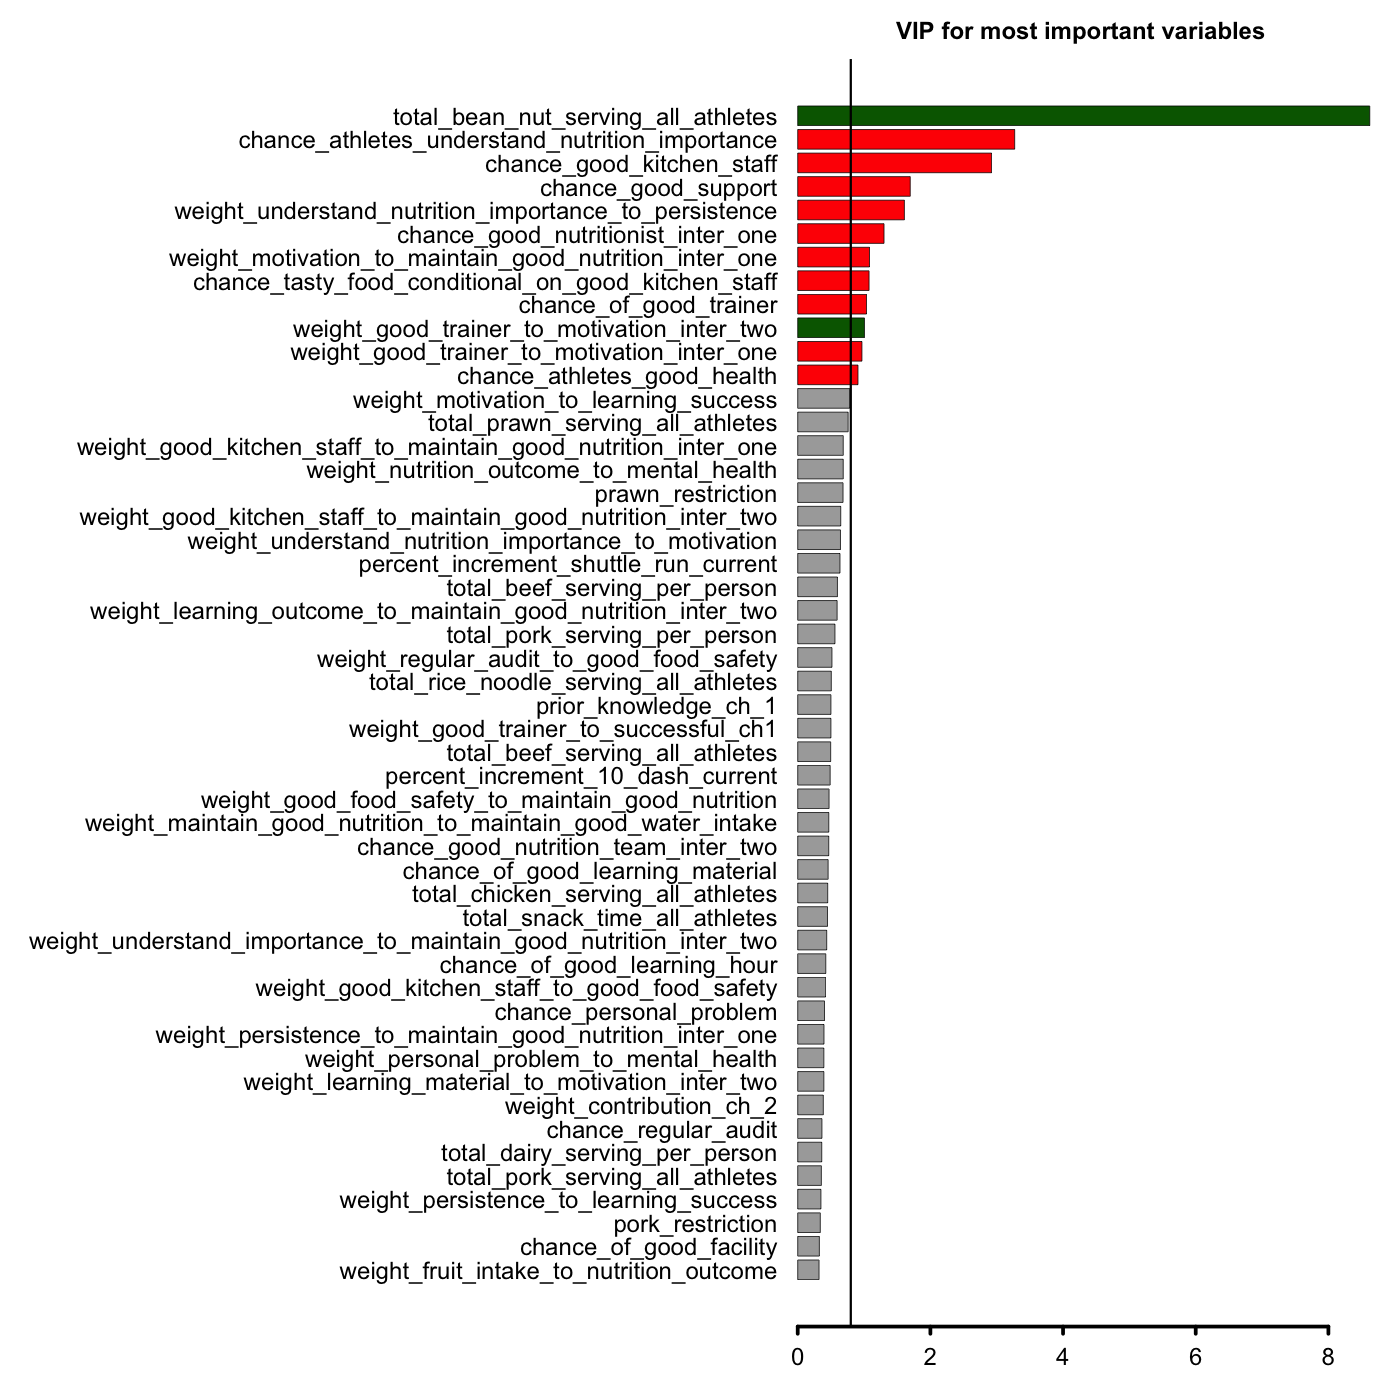 VIP for most important variables
total_bean_nut_serving_all_athletes
chance_athletes_understand_nutrition_importance
chance_good_kitchen_staff
chance_good_support
weight_understand_nutrition_importance_to_persistence
chance_good_nutritionist_inter_one
weight_motivation_to_maintain_good_nutrition_inter_one
chance_tasty_food_conditional_on_good_kitchen_staff
chance_of_good_trainer
weight_good_trainer_to_motivation_inter_two
weight_good_trainer_to_motivation_inter_one
chance_athletes_good_health
weight_motivation_to_learning_success
total_prawn_serving_all_athletes
weight_good_kitchen_staff_to_maintain_good_nutrition_inter_one
weight_nutrition_outcome_to_mental_health
prawn_restriction
weight_good_kitchen_staff_to_maintain_good_nutrition_inter_two
weight_understand_nutrition_importance_to_motivation
percent_increment_shuttle_run_current
total_beef_serving_per_person
weight_learning_outcome_to_maintain_good_nutrition_inter_two
total_pork_serving_per_person
weight_regular_audit_to_good_food_safety
total_rice_noodle_serving_all_athletes
prior_knowledge_ch_1
weight_good_trainer_to_successful_ch1
total_beef_serving_all_athletes
percent_increment_10_dash_current
weight_good_food_safety_to_maintain_good_nutrition
weight_maintain_good_nutrition_to_maintain_good_water_intake
chance_good_nutrition_team_inter_two
chance_of_good_learning_material
total_chicken_serving_all_athletes
total_snack_time_all_athletes
weight_understand_importance_to_maintain_good_nutrition_inter_two
chance_of_good_learning_hour
weight_good_kitchen_staff_to_good_food_safety
chance_personal_problem
weight_persistence_to_maintain_good_nutrition_inter_one
weight_personal_problem_to_mental_health
weight_learning_material_to_motivation_inter_two
weight_contribution_ch_2
chance_regular_audit
total_dairy_serving_per_person
total_pork_serving_all_athletes
weight_persistence_to_learning_success
pork_restriction
chance_of_good_facility
weight_fruit_intake_to_nutrition_outcome
0 2 4 6 8